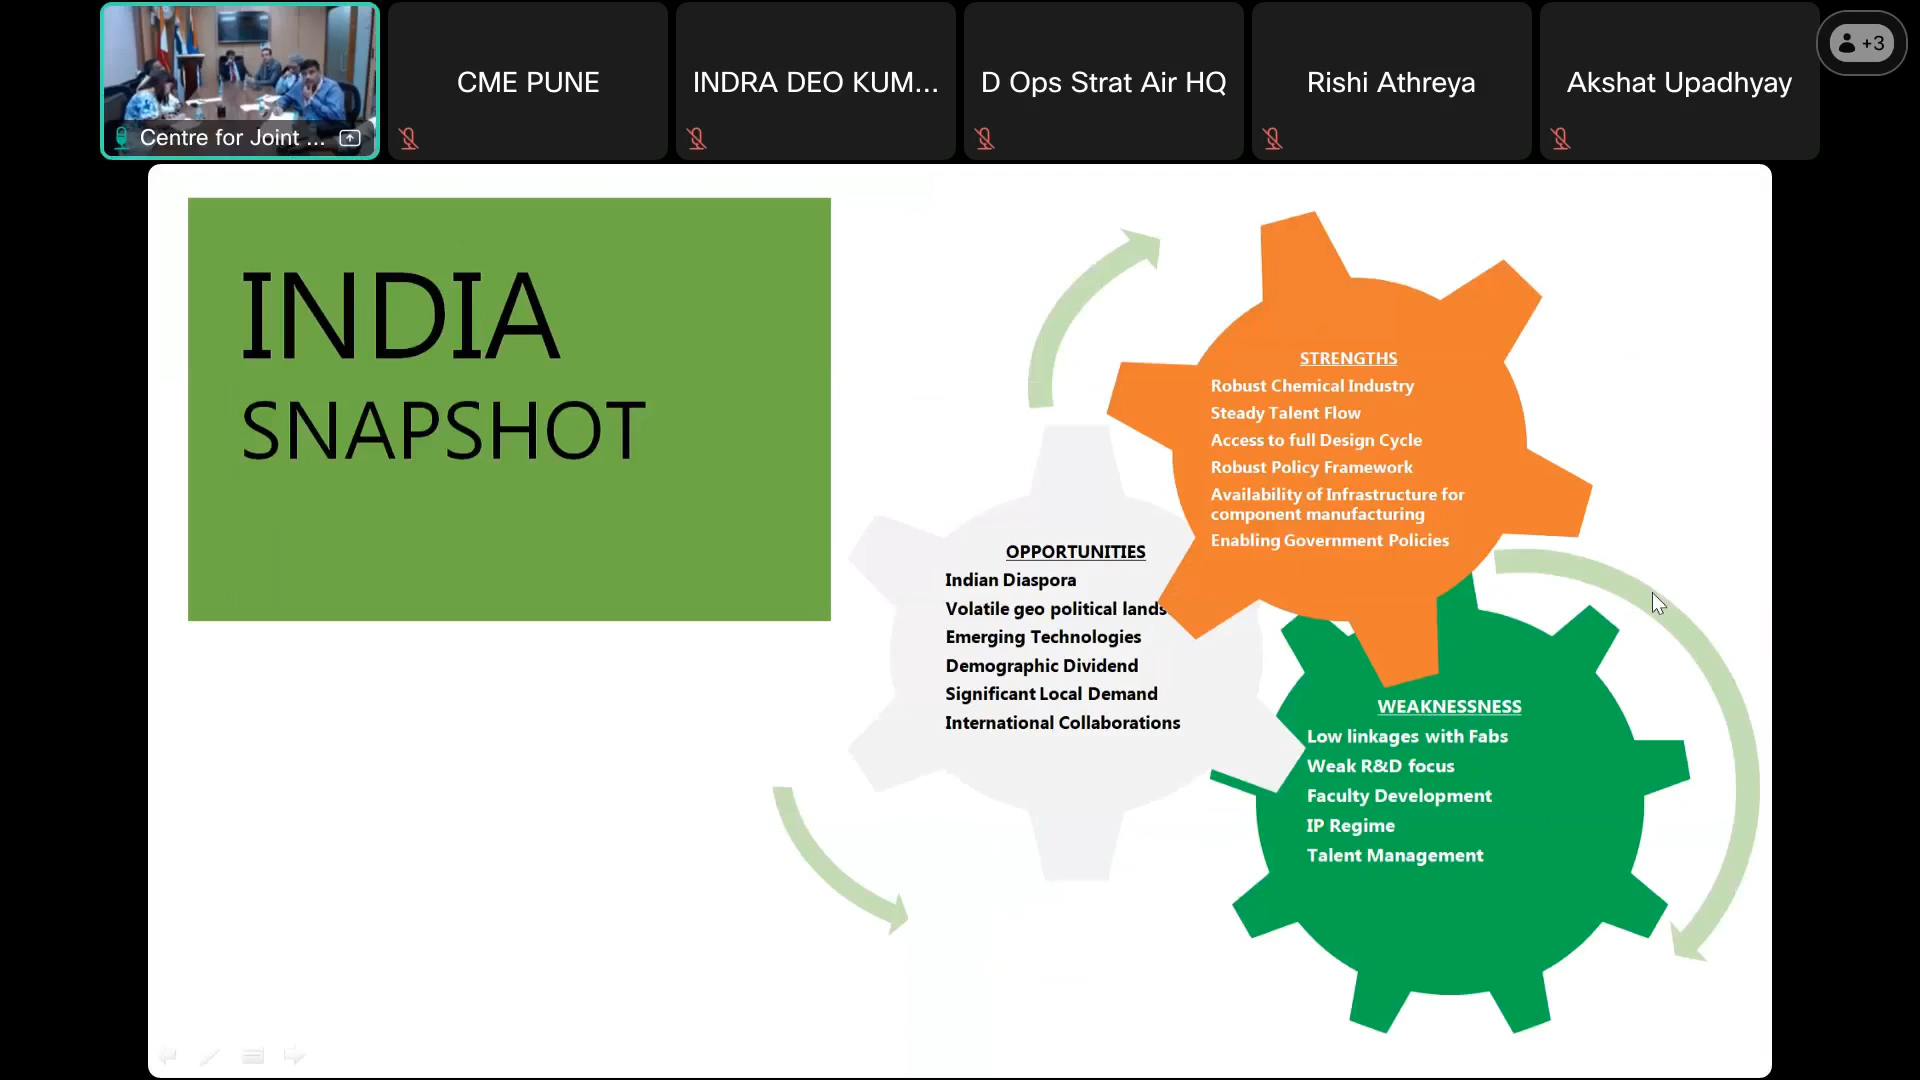 Centre for Joint ...
CME PUNE
INDRA DEO KUM...
D Ops Strat Air HQ
Rishi Athreya
Akshat Upadhyay
+3
INDIA
SNAPSHOT
STRENGTHS
Robust Chemical Industry
Steady Talent Flow
Access to full Design Cycle
Robust Policy Framework
Availability of Infrastructure for
component manufacturing
Enabling Government Policies
OPPORTUNITIES
Indian Diaspora
Volatile geo political lands
Emerging Technologies
Demographic Dividend
Significant Local Demand
International Collaborations
WEAKNESSNESS
Low linkages with Fabs
Weak R&D focus
Faculty Development
IP Regime
Talent Management